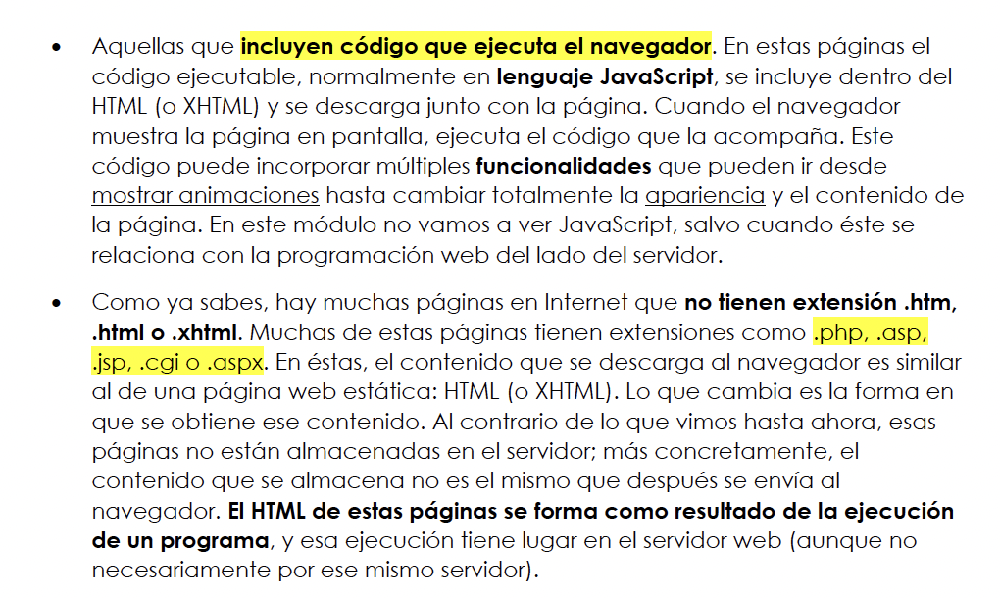 • Aquellas que incluyen código que ejecuta el navegador. En estas páginas el
código ejecutable, normalmente en lenguaje JavaScript, se incluye dentro del
HTML (o XHTML) y se descarga junto con la página. Cuando el navegador
muestra la página en pantalla, ejecuta el código que la acompaña. Este
código puede incorporar múltiples funcionalidades que pueden ir desde
mostrar animaciones hasta cambiar totalmente la apariencia y el contenido de
la página. En este módulo no vamos a ver JavaScript, salvo cuando éste se
relaciona con la programación web del lado del servidor.
• Como ya sabes, hay muchas páginas en Internet que no tienen extensión .htm,
.html o .xhtml. Muchas de estas páginas tienen extensiones como .php, .asp,
.jsp, .cgi o .aspx. En éstas, el contenido que se descarga al navegador es similar
al de una página web estática: HTML (o XHTML). Lo que cambia es la forma en
que se obtiene ese contenido. Al contrario de lo que vimos hasta ahora, esas
páginas no están almacenadas en el servidor; más concretamente, el
contenido que se almacena no es el mismo que después se envía al
navegador. El HTML de estas páginas se forma como resultado de la ejecución
de un programa, y esa ejecución tiene lugar en el servidor web (aunque no
necesariamente por ese mismo servidor).